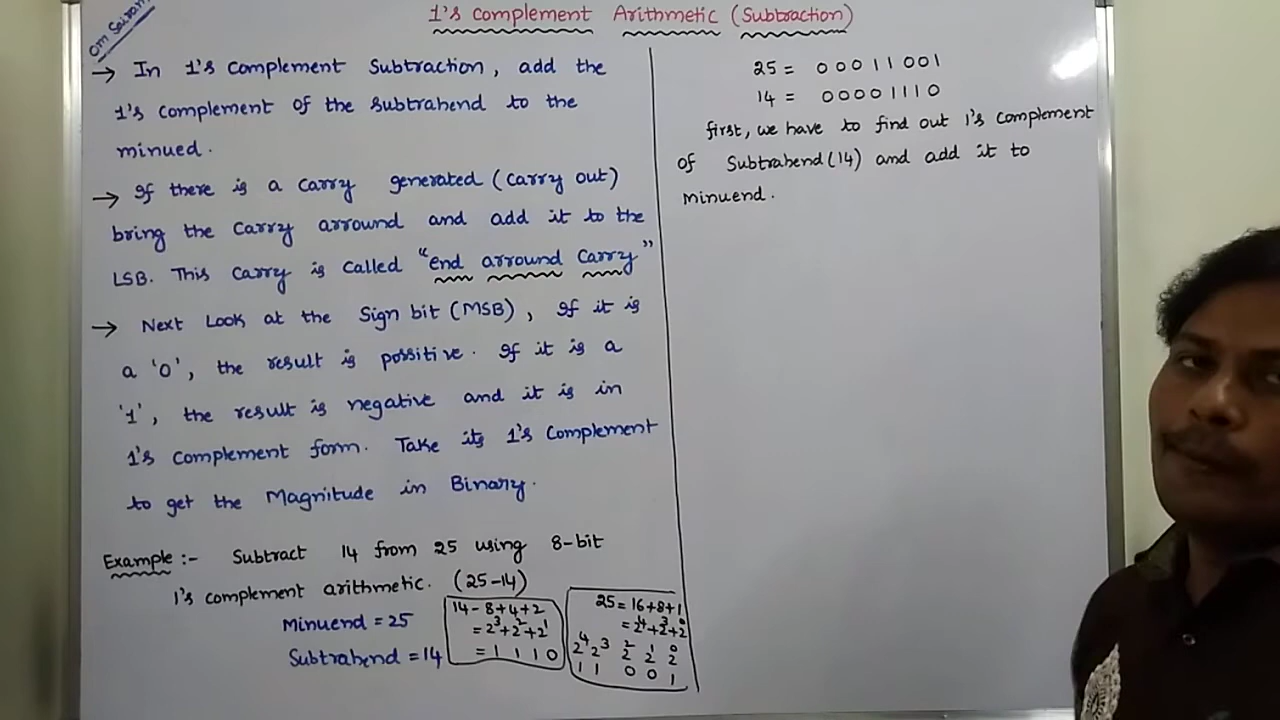 Om Sairam
1's Complement Arithmetic (Subtraction)
→ In 1's Complement Subtraction, add the
1's complement of the subtrahend to the
minued.
→ If there is a carry generated (carry out)
bring the carry arround and add it to the
LSB. This carry is called "end arround carry"
→ Next Look at the Sign bit (MSB), If it is
a '0', the result is possitive. If it is a
'1', the result is negative and it is in
1's complement form. Take its 1's Complement
to get the Magnitude in Binary.
Example :- Subtract 14 from 25 using 8-bit
1's complement arithmetic. (25-14)
Minuend = 25
Subtrahend = 14
14 - 8+4+2
= 2³+2²+2¹
= 1 1 1 0
25 = 16+8+1
= 2⁴+2³+2⁰
2⁴ 2³ 2² 2¹ 2⁰
1 1 0 0 1
25 = 0 0 0 1 1 0 0 1
14 = 0 0 0 0 1 1 1 0
first, we have to find out 1's complement
of Subtrahend (14) and add it to
minuend.